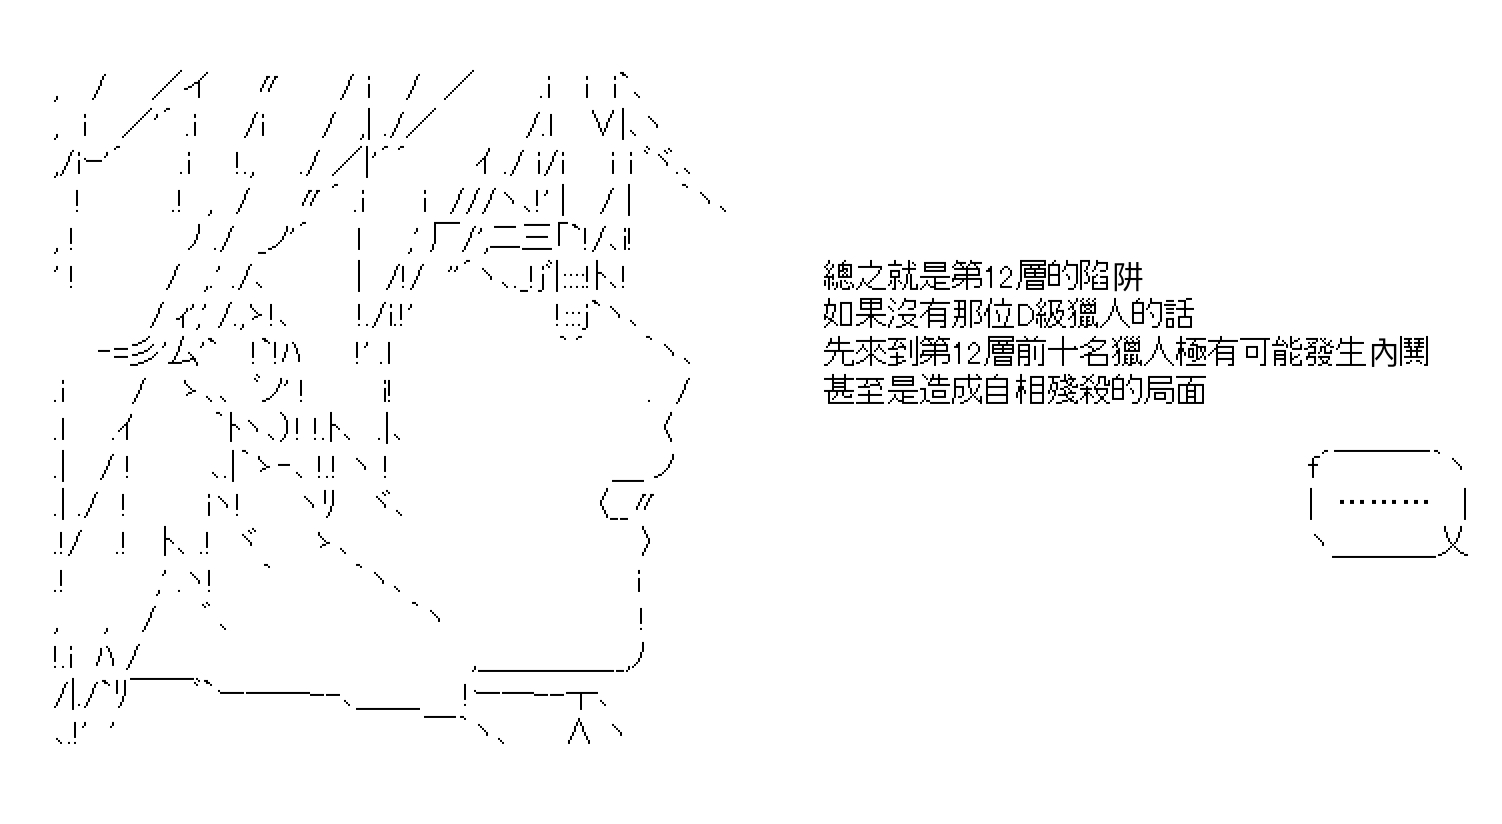 總之就是第12層的陷阱
如果沒有那位D級獵人的話
先來到第12層前十名獵人極有可能發生內鬨
甚至是造成自相殘殺的局面
………